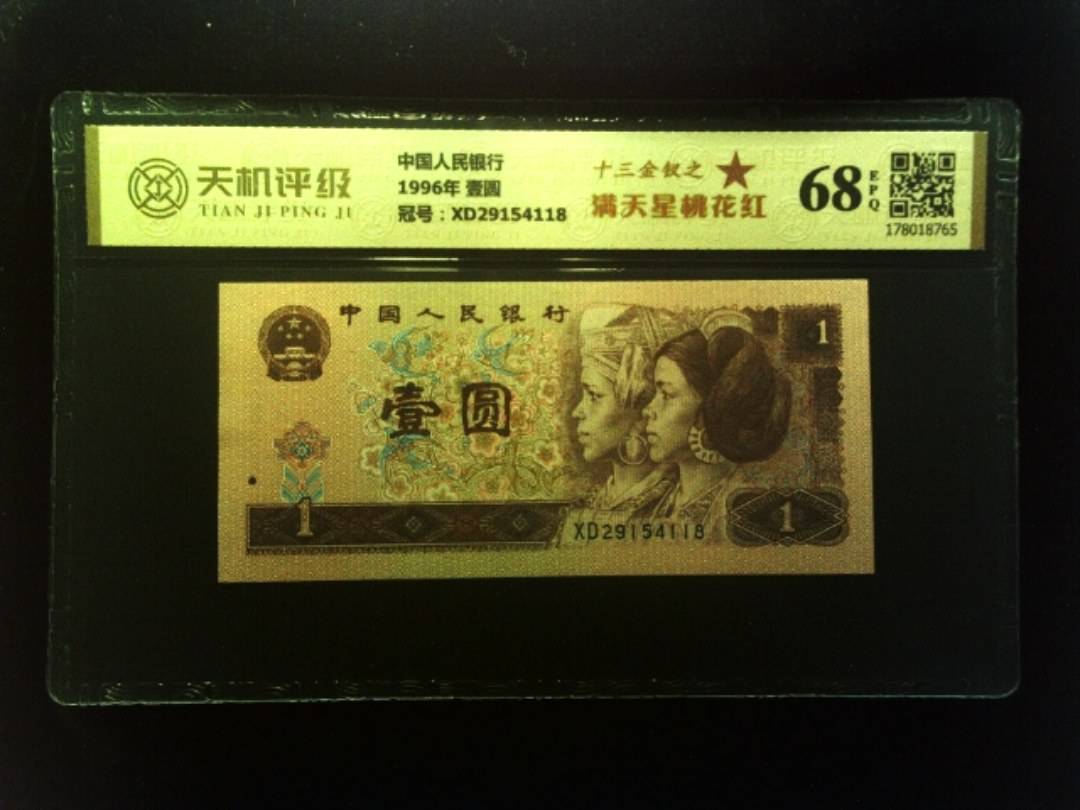 天机评级
TIAN JI PING JI
中国人民银行
1996年 壹圆
冠号：XD29154118
十三金钗之
满天星桃花红
68
EPQ
178018765
中国人民银行
壹圆
1
1
XD29154118
1